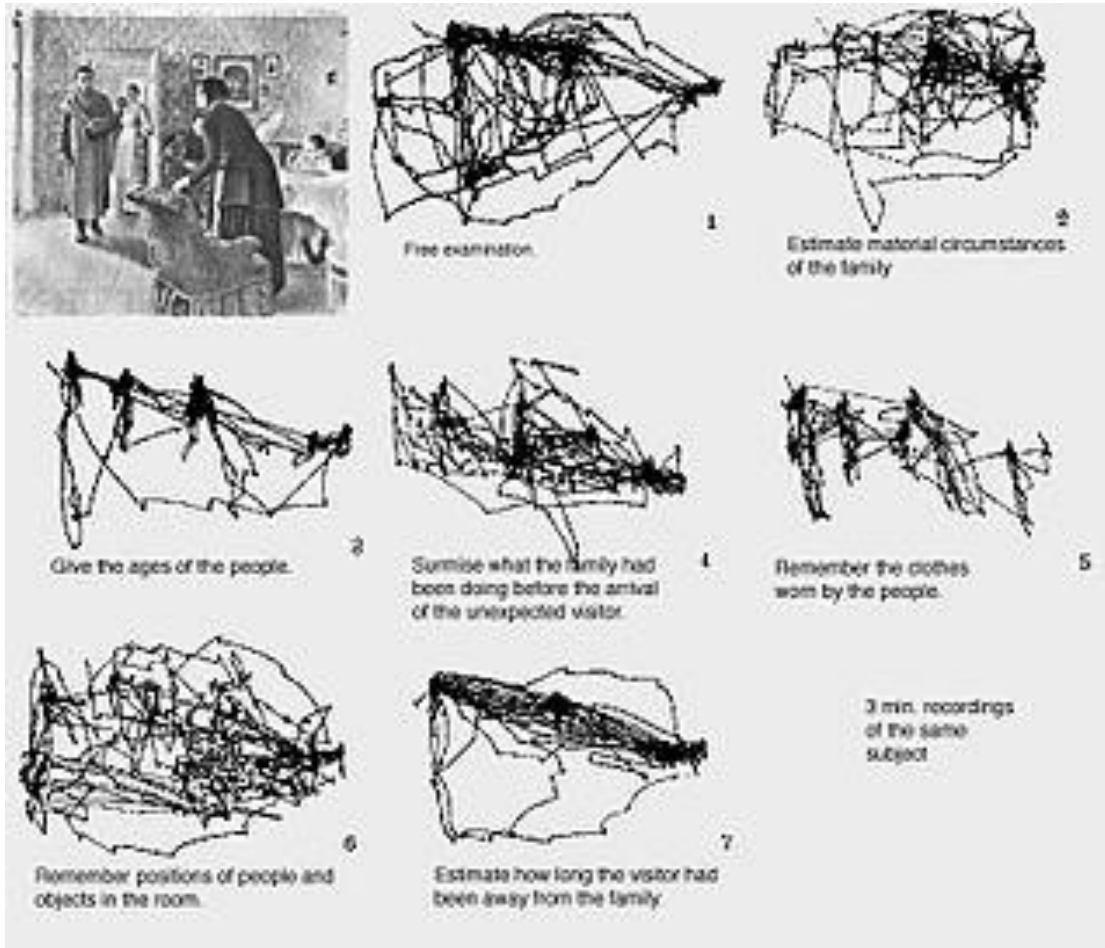 1
Free examination.
2
Estimate material circumstances
of the family
3
Give the ages of the people.
4
Surmise what the family had
been doing before the arrival
of the unexpected visitor.
5
Remember the clothes
worn by the people.
6
Remember positions of people and
objects in the room.
7
Estimate how long the visitor had
been away from the family
3 min. recordings
of the same
subject